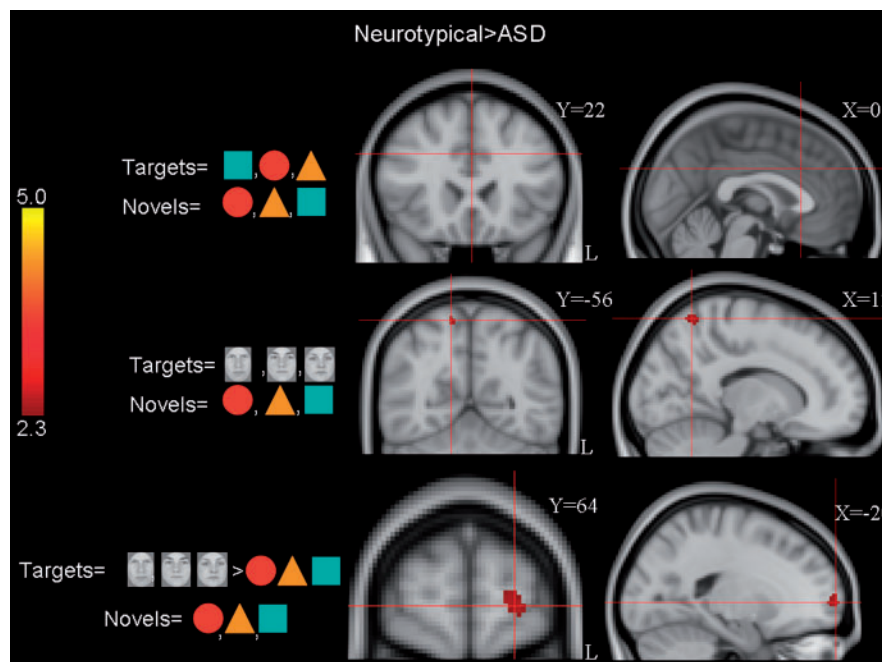 Neurotypical>ASD
Y=22
X=0
Targets= , ,
Novels= , ,
L
5.0
2.3
Y=-56
X=1
Targets= , ,
Novels= , ,
L
Y=64
X=-2
Targets= >
Novels= , ,
L